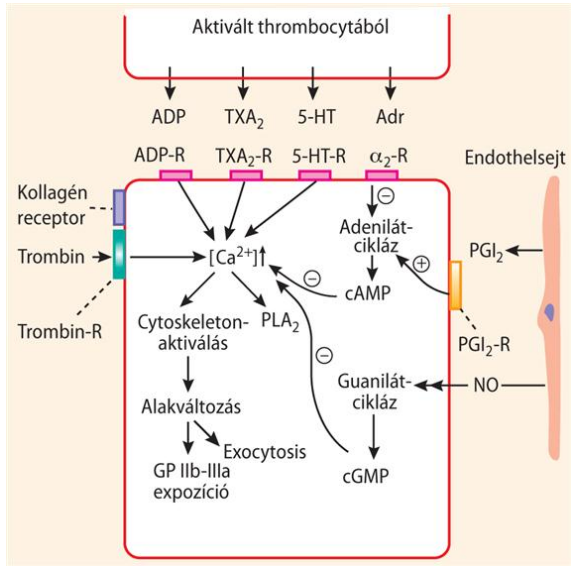 Aktivált thrombocytából
ADP TXA₂ 5-HT Adr
ADP-R TXA₂-R 5-HT-R α₂-R
Endothelsejt
Kollagén
receptor
Trombin
Trombin-R
[Ca²⁺]↑
Adenilát-
cikláz
cAMP
PGI₂
PGI₂-R
Cytoskeleton-
aktiválás
PLA₂
Alakváltozás
Exocytosis
GP IIb-IIIa
expozíció
Guanilát-
cikláz
NO
cGMP
⊖
⊕
⊖
⊖